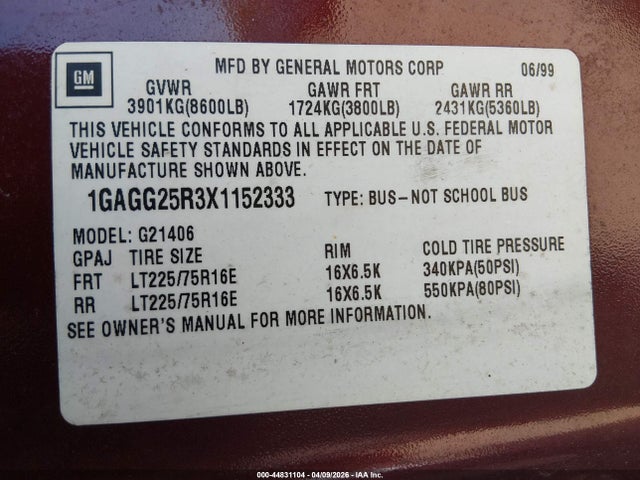 GM
MFD BY GENERAL MOTORS CORP 06/99
GVWR GAWR FRT GAWR RR
3901KG(8600LB) 1724KG(3800LB) 2431KG(5360LB)
THIS VEHICLE CONFORMS TO ALL APPLICABLE U.S. FEDERAL MOTOR
VEHICLE SAFETY STANDARDS IN EFFECT ON THE DATE OF
MANUFACTURE SHOWN ABOVE.
1GAGG25R3X1152333 TYPE: BUS-NOT SCHOOL BUS
MODEL: G21406
GPAJ TIRE SIZE RIM COLD TIRE PRESSURE
FRT LT225/75R16E 16X6.5K 340KPA(50PSI)
RR LT225/75R16E 16X6.5K 550KPA(80PSI)
SEE OWNER'S MANUAL FOR MORE INFORMATION.
000-44831104 - 04/09/2026 - IAA Inc.